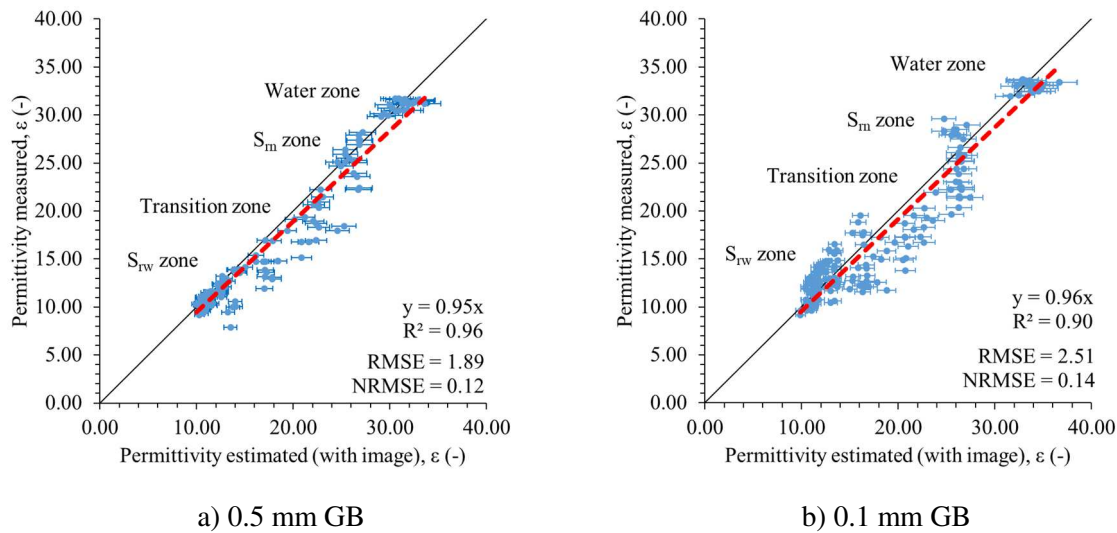 40.00
35.00
30.00
25.00
20.00
15.00
10.00
5.00
0.00
Permittivity measured, ε (-)
Water zone
Srn zone
Transition zone
Srw zone
y = 0.95x
R² = 0.96
RMSE = 1.89
NRMSE = 0.12
0.00 10.00 20.00 30.00 40.00
Permittivity estimated (with image), ε (-)
a) 0.5 mm GB
40.00
35.00
30.00
25.00
20.00
15.00
10.00
5.00
0.00
Permittivity measured, ε (-)
Water zone
Srn zone
Transition zone
Srw zone
y = 0.96x
R² = 0.90
RMSE = 2.51
NRMSE = 0.14
0.00 10.00 20.00 30.00 40.00
Permittivity estimated (with image), ε (-)
b) 0.1 mm GB